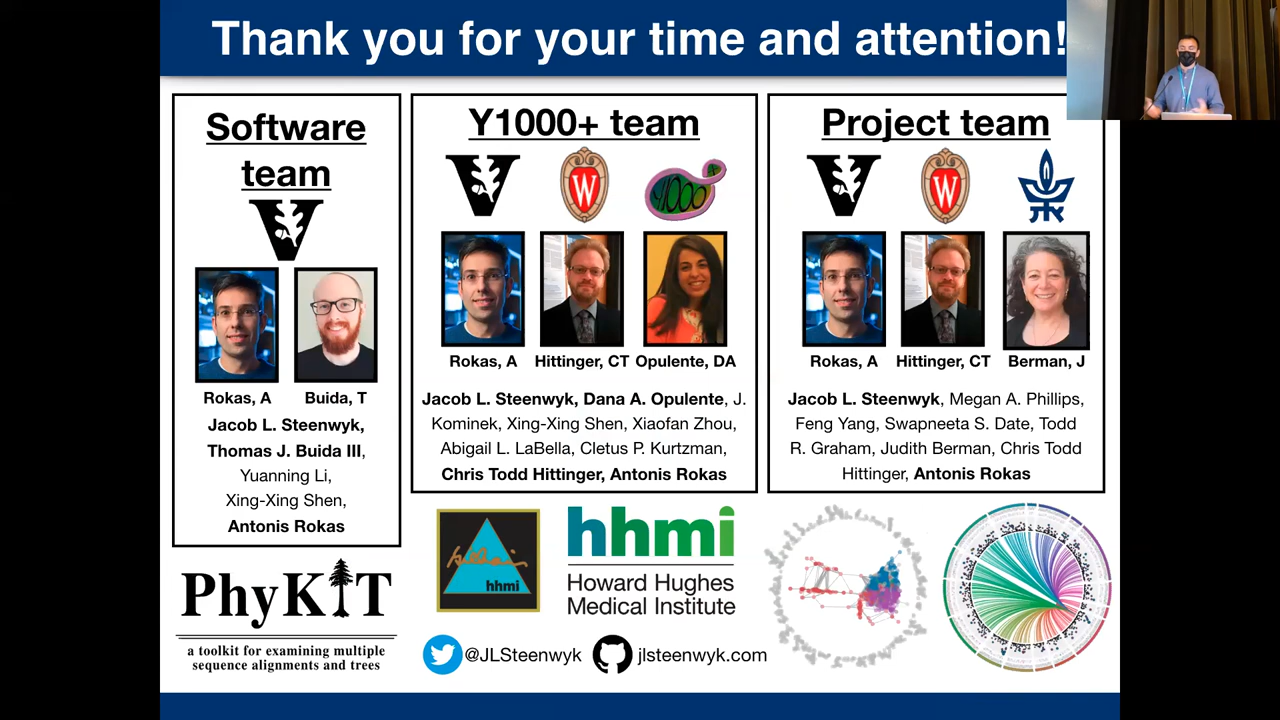 Thank you for your time and attention!
Software
team
Rokas, A
Buida, T
Jacob L. Steenwyk,
Thomas J. Buida III,
Yuanning Li,
Xing-Xing Shen,
Antonis Rokas
Y1000+ team
W
Y1000
Rokas, A
Hittinger, CT
Opulente, DA
Jacob L. Steenwyk, Dana A. Opulente, J.
Kominek, Xing-Xing Shen, Xiaofan Zhou,
Abigail L. LaBella, Cletus P. Kurtzman,
Chris Todd Hittinger, Antonis Rokas
Project team
W
Rokas, A
Hittinger, CT
Berman, J
Jacob L. Steenwyk, Megan A. Phillips,
Feng Yang, Swapneeta S. Date, Todd
R. Graham, Judith Berman, Chris Todd
Hittinger, Antonis Rokas
PhyKIT
a toolkit for examining multiple
sequence alignments and trees
hhmi
hhmi
Howard Hughes
Medical Institute
@JLSteenwyk
jlsteenwyk.com